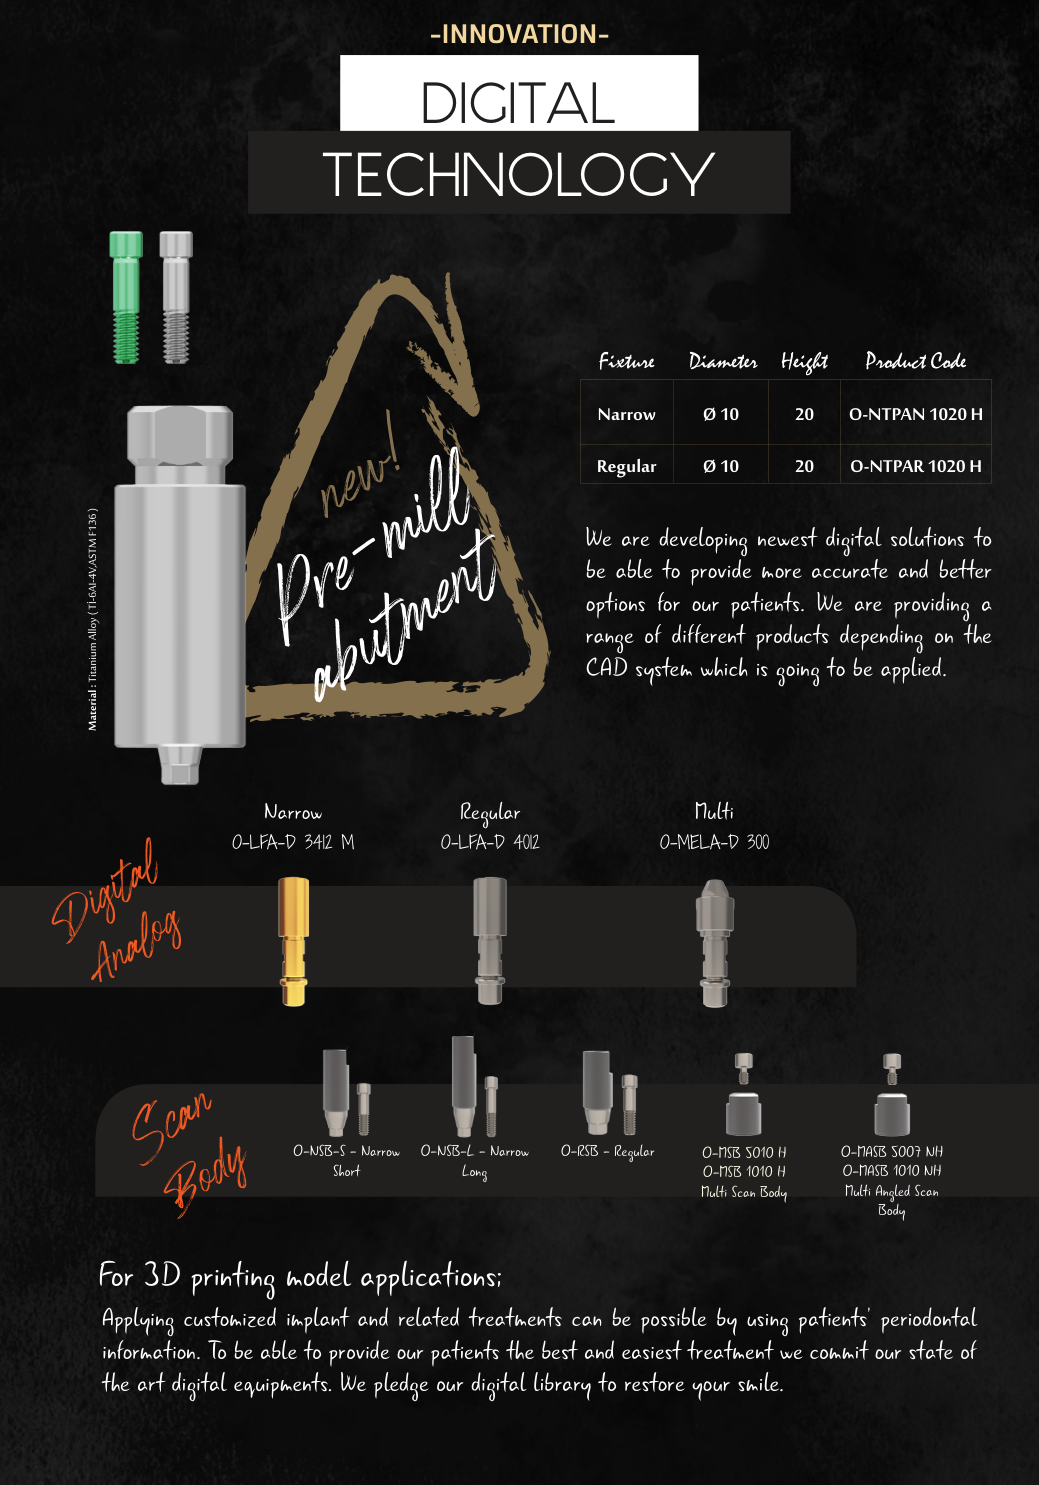 -INNOVATION-
DIGITAL
TECHNOLOGY
Fixture Diameter Height Product Code
Narrow Ø 10 20 O-NTPAN 1020 H
Regular Ø 10 20 O-NTPAR 1020 H
new!
Pre-mill
abutment
Material : Titanium Alloy ( Ti-6Al-4V,ASTM F136 )
We are developing newest digital solutions to
be able to provide more accurate and better
options for our patients. We are providing a
range of different products depending on the
CAD system which is going to be applied.
Narrow
O-LFA-D 3412 M
Regular
O-LFA-D 4012
Multi
O-MELA-D 300
Digital
Analog
Scan
Body
O-NSB-S - Narrow
Short
O-NSB-L - Narrow
Long
O-RSB - Regular
O-MSB 5010 H
O-MSB 1010 H
Multi Scan Body
O-MASB 5007 NH
O-MASB 1010 NH
Multi Angled Scan
Body
For 3D printing model applications;
Applying customized implant and related treatments can be possible by using patients' periodontal
information. To be able to provide our patients the best and easiest treatment we commit our state of
the art digital equipments. We pledge our digital library to restore your smile.